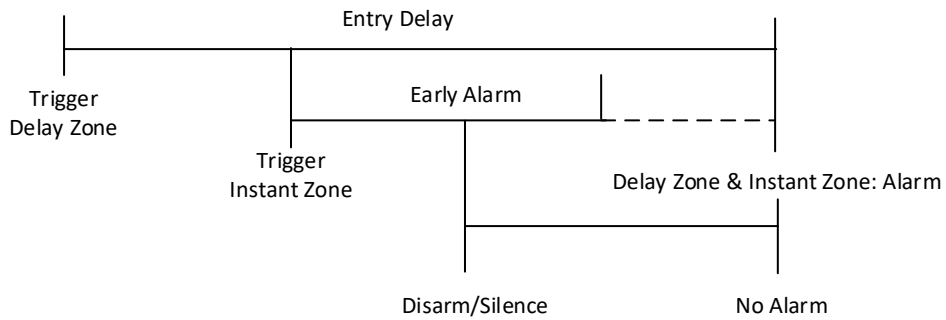 Entry Delay
Trigger
Delay Zone
Early Alarm
Trigger
Instant Zone
Delay Zone & Instant Zone: Alarm
Disarm/Silence
No Alarm